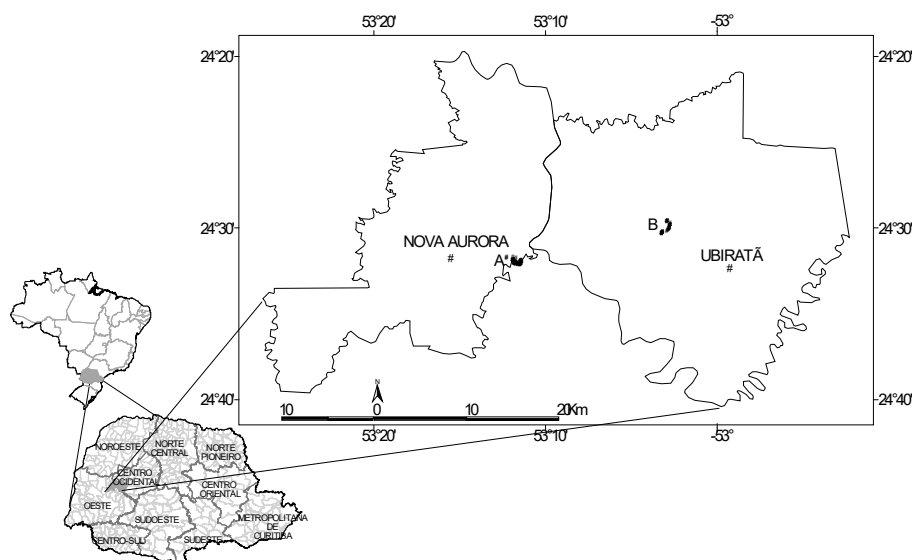 53°20' 53°10' -53°
24°20' 24°20'
24°30' 24°30'
24°40' 24°40'
NOVA AURORA
#
A'
B
UBIRATÃ
#
N
10 0 10 20Km
53°20' 53°10' -53°
NOROESTE
NORTE
CENTRAL
NORTE
PIONEIRO
CENTRO
OCIDENTAL
CENTRO
ORIENTAL
OESTE
SUDOESTE
METROPOLITANA
DE
CURITIBA
CENTRO-SUL
SUDESTE